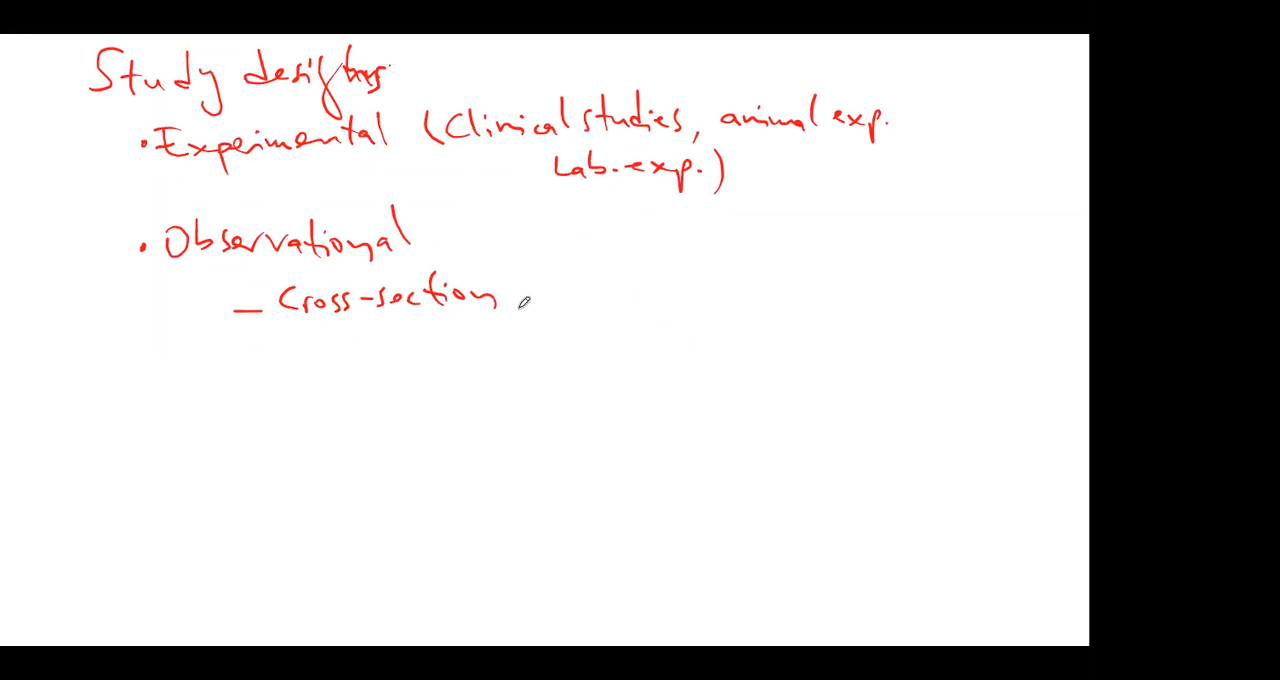 Study designs
• Experimental (Clinical studies, animal exp.
Lab. exp.)
• Observational
– Cross-section